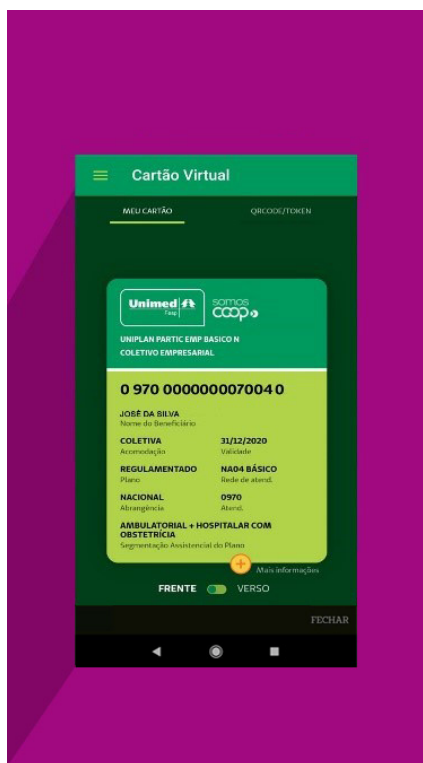 Cartão Virtual
MEU CARTÃO QRCODE/TOKEN
Unimed somos
Fesp coop
UNIPLAN PARTIC EMP BASICO N
COLETIVO EMPRESARIAL
0 970 000000007004 0
JOSÉ DA SILVA
Nome do Beneficiário
COLETIVA 31/12/2020
Acomodação Validade
REGULAMENTADO NA04 BÁSICO
Plano Rede de atend.
NACIONAL 0970
Abrangência Atend.
AMBULATORIAL + HOSPITALAR COM
OBSTETRÍCIA
Segmentação Assistencial do Plano
Mais informações
FRENTE VERSO
FECHAR